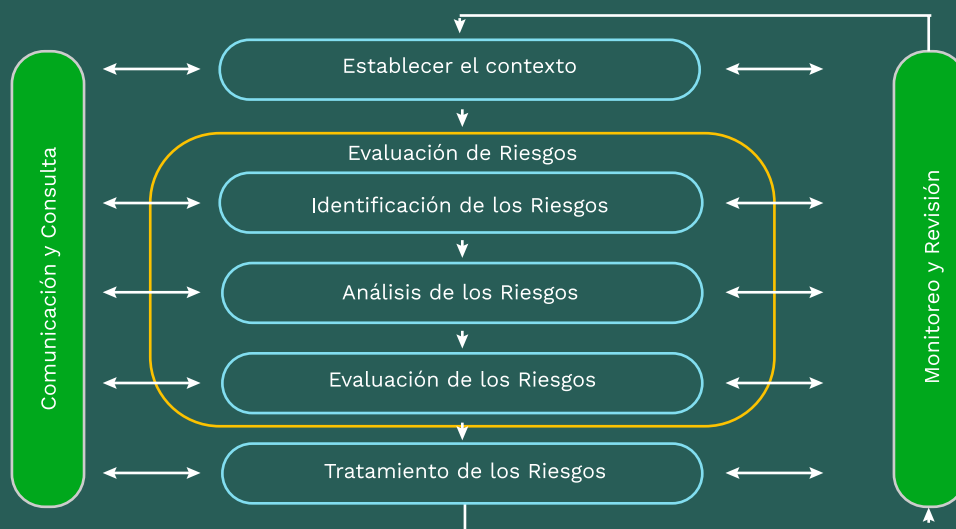 Establecer el contexto
Comunicación y Consulta
Evaluación de Riesgos
Identificación de los Riesgos
Análisis de los Riesgos
Evaluación de los Riesgos
Tratamiento de los Riesgos
Monitoreo y Revisión